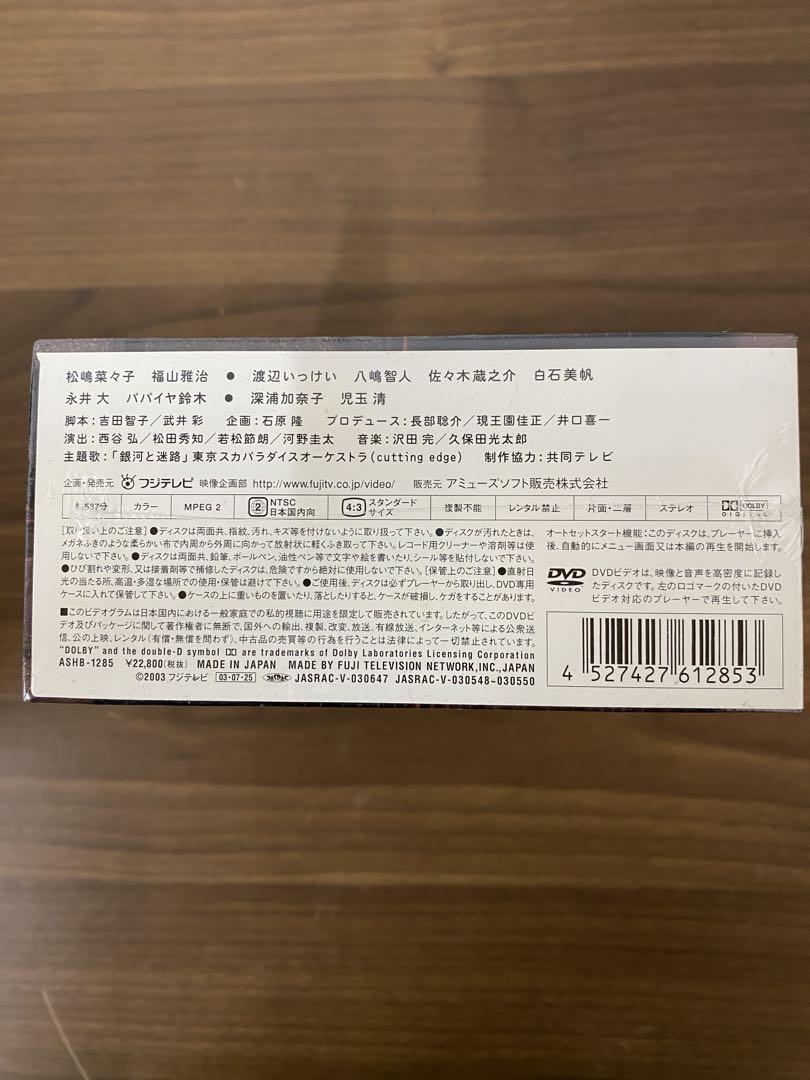 松嶋菜々子 福山雅治 ● 渡辺いっけい 八嶋智人 佐々木蔵之介 白石美帆
永井 大 パパイヤ鈴木 ● 深浦加奈子 児玉 清
脚本：吉田智子／武井 彩 企画：石原 隆 プロデュース：長部聡介／現王園佳正／井口喜一
演出：西谷 弘／松田秀知／若松節朗／河野圭太 音楽：沢田 完／久保田光太郎
主題歌：「銀河と迷路」東京スカパラダイスオーケストラ(cutting edge) 制作協力：共同テレビ
企画・発売元 フジテレビ 映像企画部 http://www.fujitv.co.jp/video/ 販売元 アミューズソフト販売株式会社
537分 カラー MPEG 2 2 NTSC 日本国内向 4:3 スタンダードサイズ 複製不能 レンタル禁止 片面・二層 ステレオ DOLBY DIGITAL
[取り扱い上のご注意] ●ディスクは両面共、指紋、汚れ、キズ等を付けないように取り扱って下さい。●ディスクが汚れたときは、
メガネふきのような柔らかい布で内周から外周に向かって放射状に軽くふき取って下さい。レコード用クリーナーや溶剤等は使
用しないで下さい。●ディスクは両面共、鉛筆、ボールペン、油性ペン等で文字や絵を書いたり、シール等を貼付しないで下さい。
●ひび割れや変形、又は接着剤等で補修したディスクは、危険ですから絶対に使用しないで下さい。[保管上のご注意] ●直射日
光の当たる所、高温・多湿な場所での使用・保管は避けて下さい。●ご使用後、ディスクは必ずプレーヤーから取り出し、DVD専用
ケースに入れて保管して下さい。●ケースの上に重いものを置いたり、落としたりすると、ケースが破損し、ケガをすることがあります。
■このビデオグラムは日本国内における一般家庭での私的視聴に用途を限定して販売されています。したがって、このDVDビ
デオ及びパッケージに関して著作権者に無断で、国外への輸出、複製、改変、放送、有線放送、インターネット等による公衆送
信、公の上映、レンタル(有償・無償を問わず)、中古品の売買等の行為を行うことは法律によって一切禁止されています。
"DOLBY" and the double-D symbol are trademarks of Dolby Laboratories Licensing Corporation
ASHB-1285 ¥22,800(税抜) MADE IN JAPAN MADE BY FUJI TELEVISION NETWORK,INC.,JAPAN
©2003 フジテレビ 03・07・25 JASRAC JASRAC-V-030647 JASRAC-V-030548~030550
オートセットスタート機能：このディスクは、プレーヤーに挿入
後、自動的にメニュー画面又は本編の再生を開始します。
DVD VIDEO
DVDビデオは、映像と音声を高密度に記録し
たディスクです。左のロゴマークの付いたDVD
ビデオ対応のプレーヤーで再生して下さい。
4 527427 612853